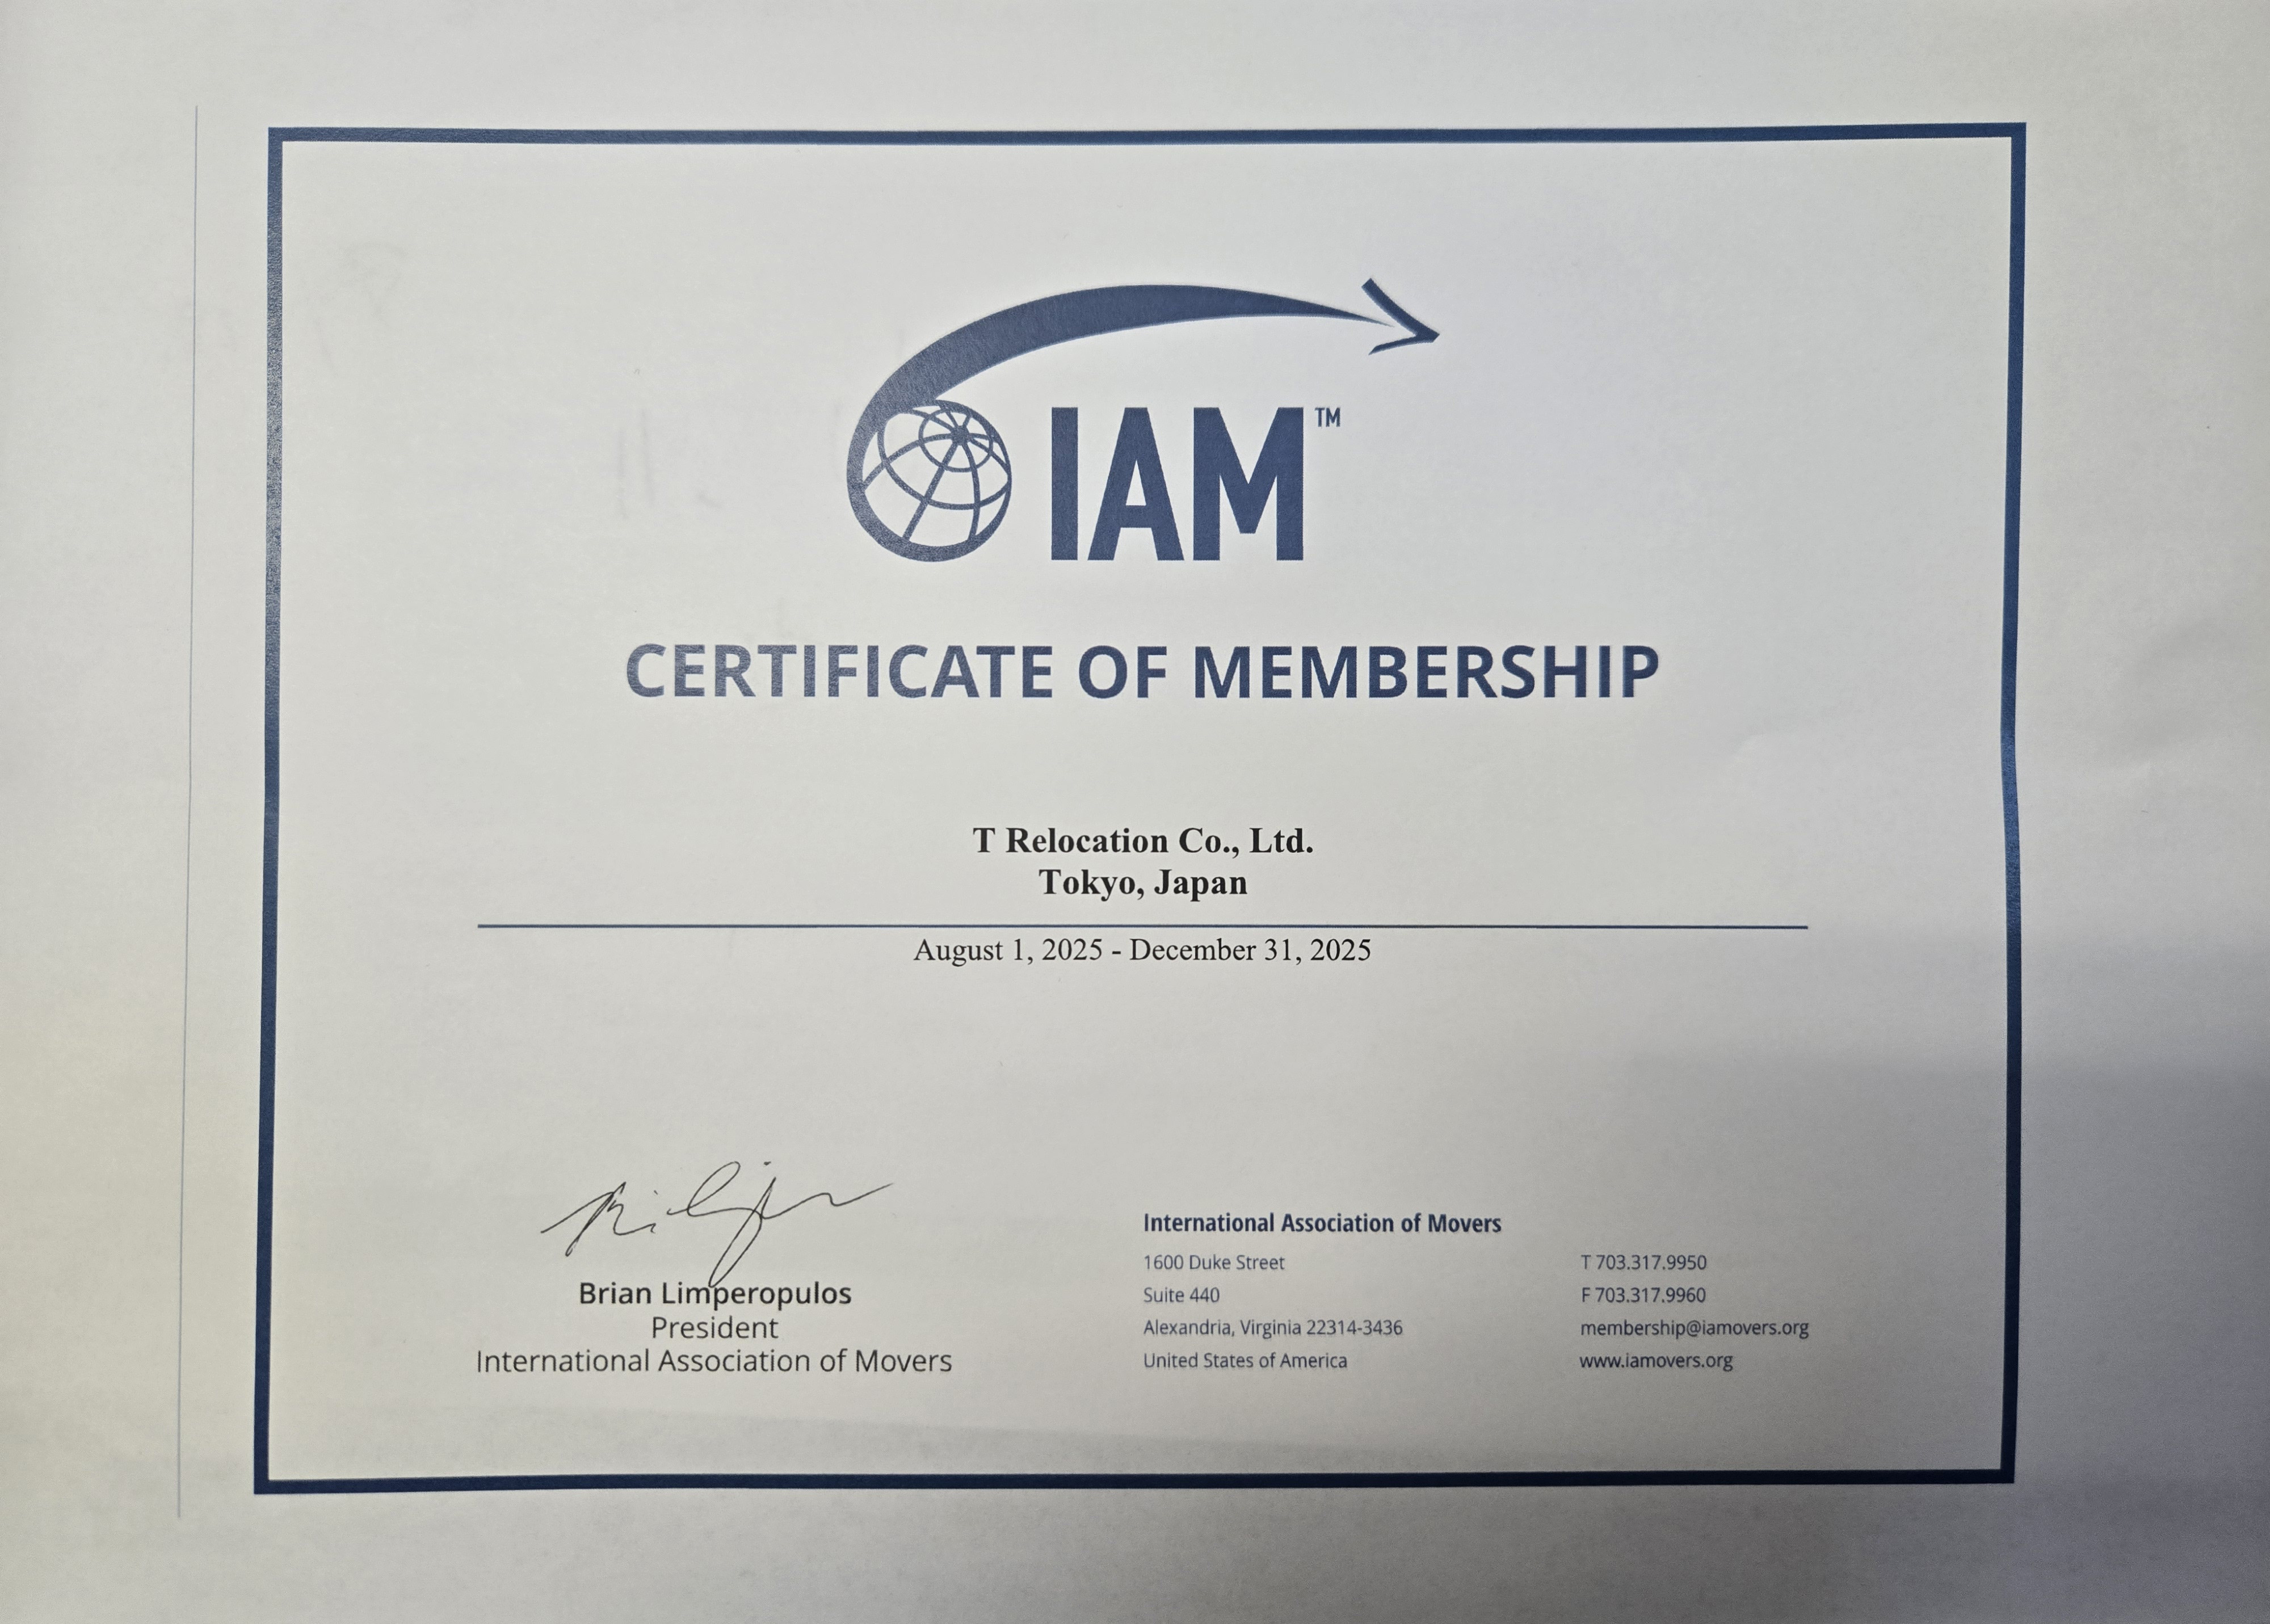 IAM™
CERTIFICATE OF MEMBERSHIP
T Relocation Co., Ltd.
Tokyo, Japan
August 1, 2025 - December 31, 2025
Brian Limperopulos
President
International Association of Movers
International Association of Movers
1600 Duke Street
Suite 440
Alexandria, Virginia 22314-3436
United States of America
T 703.317.9950
F 703.317.9960
membership@iamovers.org
www.iamovers.org